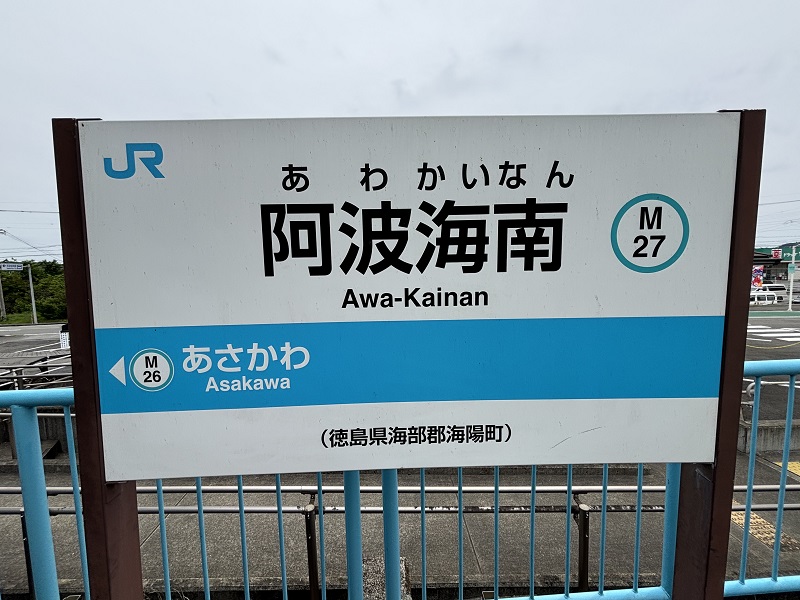 JR
あわかいなん
阿波海南
M
27
Awa-Kainan
M
26
あさかわ
Asakawa
（徳島県海部郡海陽町）